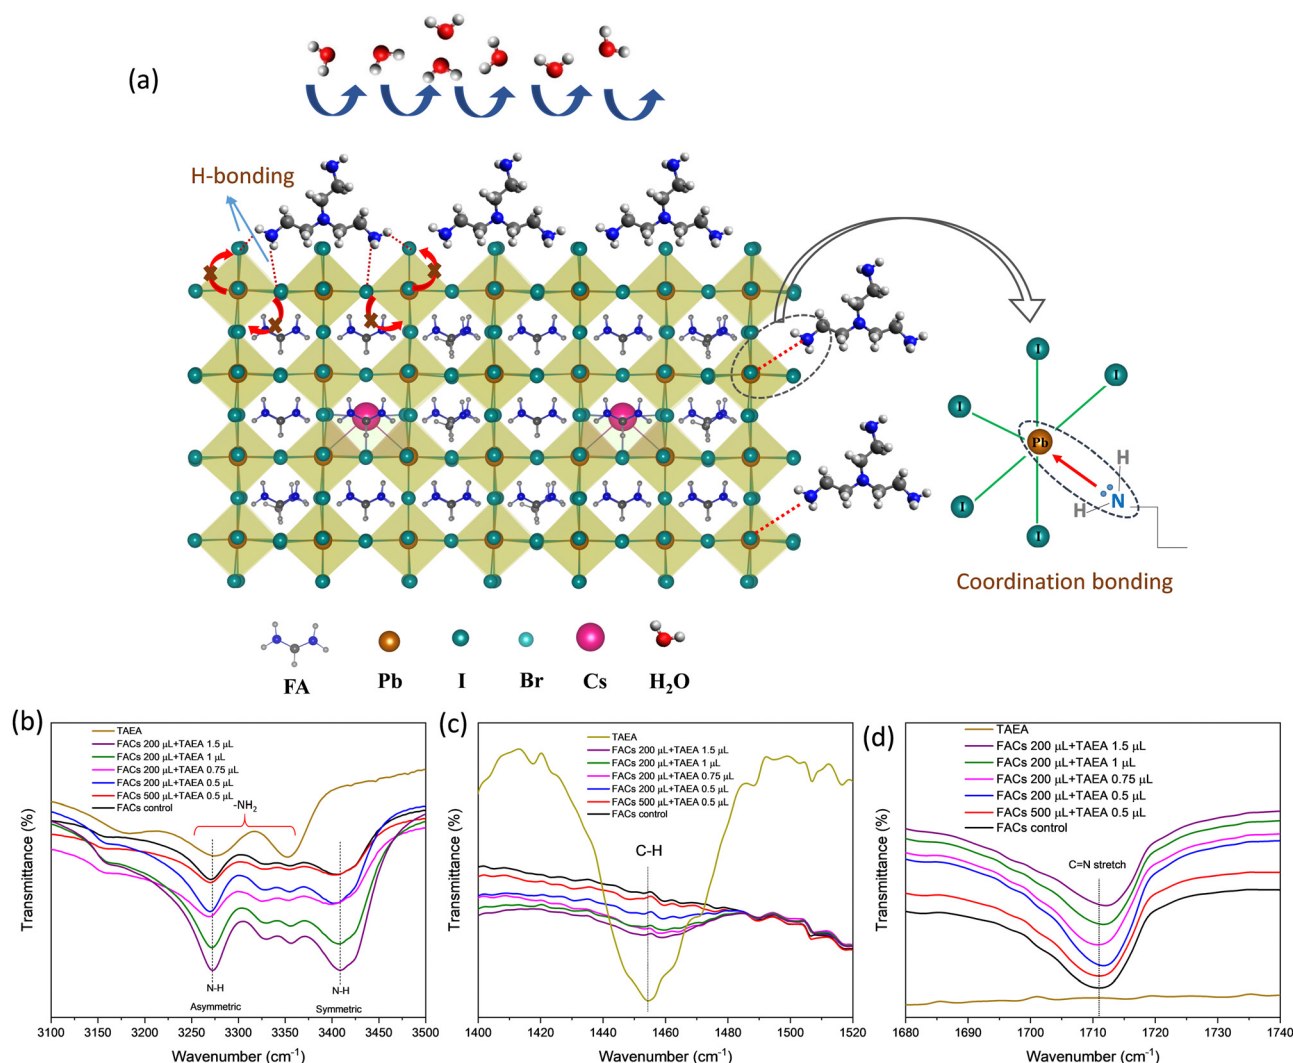 (a)
H-bonding
I
I
I
Pb
H
N
H
I
I
Coordination bonding
FA
Pb
I
Br
Cs
H2O
(b)
TAEA
FACs 200 μL+TAEA 1.5 μL
FACs 200 μL+TAEA 1 μL
FACs 200 μL+TAEA 0.75 μL
FACs 200 μL+TAEA 0.5 μL
FACs 500 μL+TAEA 0.5 μL
FACs control
-NH2
N-H
Asymmetric
N-H
Symmetric
Transmittance (%)
3100
3150
3200
3250
3300
3350
3400
3450
3500
Wavenumber (cm-1)
(c)
TAEA
FACs 200 μL+TAEA 1.5 μL
FACs 200 μL+TAEA 1 μL
FACs 200 μL+TAEA 0.75 μL
FACs 200 μL+TAEA 0.5 μL
FACs 500 μL+TAEA 0.5 μL
FACs control
C-H
Transmittance (%)
1400
1420
1440
1460
1480
1500
1520
Wavenumber (cm-1)
(d)
TAEA
FACs 200 μL+TAEA 1.5 μL
FACs 200 μL+TAEA 1 μL
FACs 200 μL+TAEA 0.75 μL
FACs 200 μL+TAEA 0.5 μL
FACs 500 μL+TAEA 0.5 μL
FACs control
C=N stretch
Transmittance (%)
1680
1690
1700
1710
1720
1730
1740
Wavenumber (cm-1)